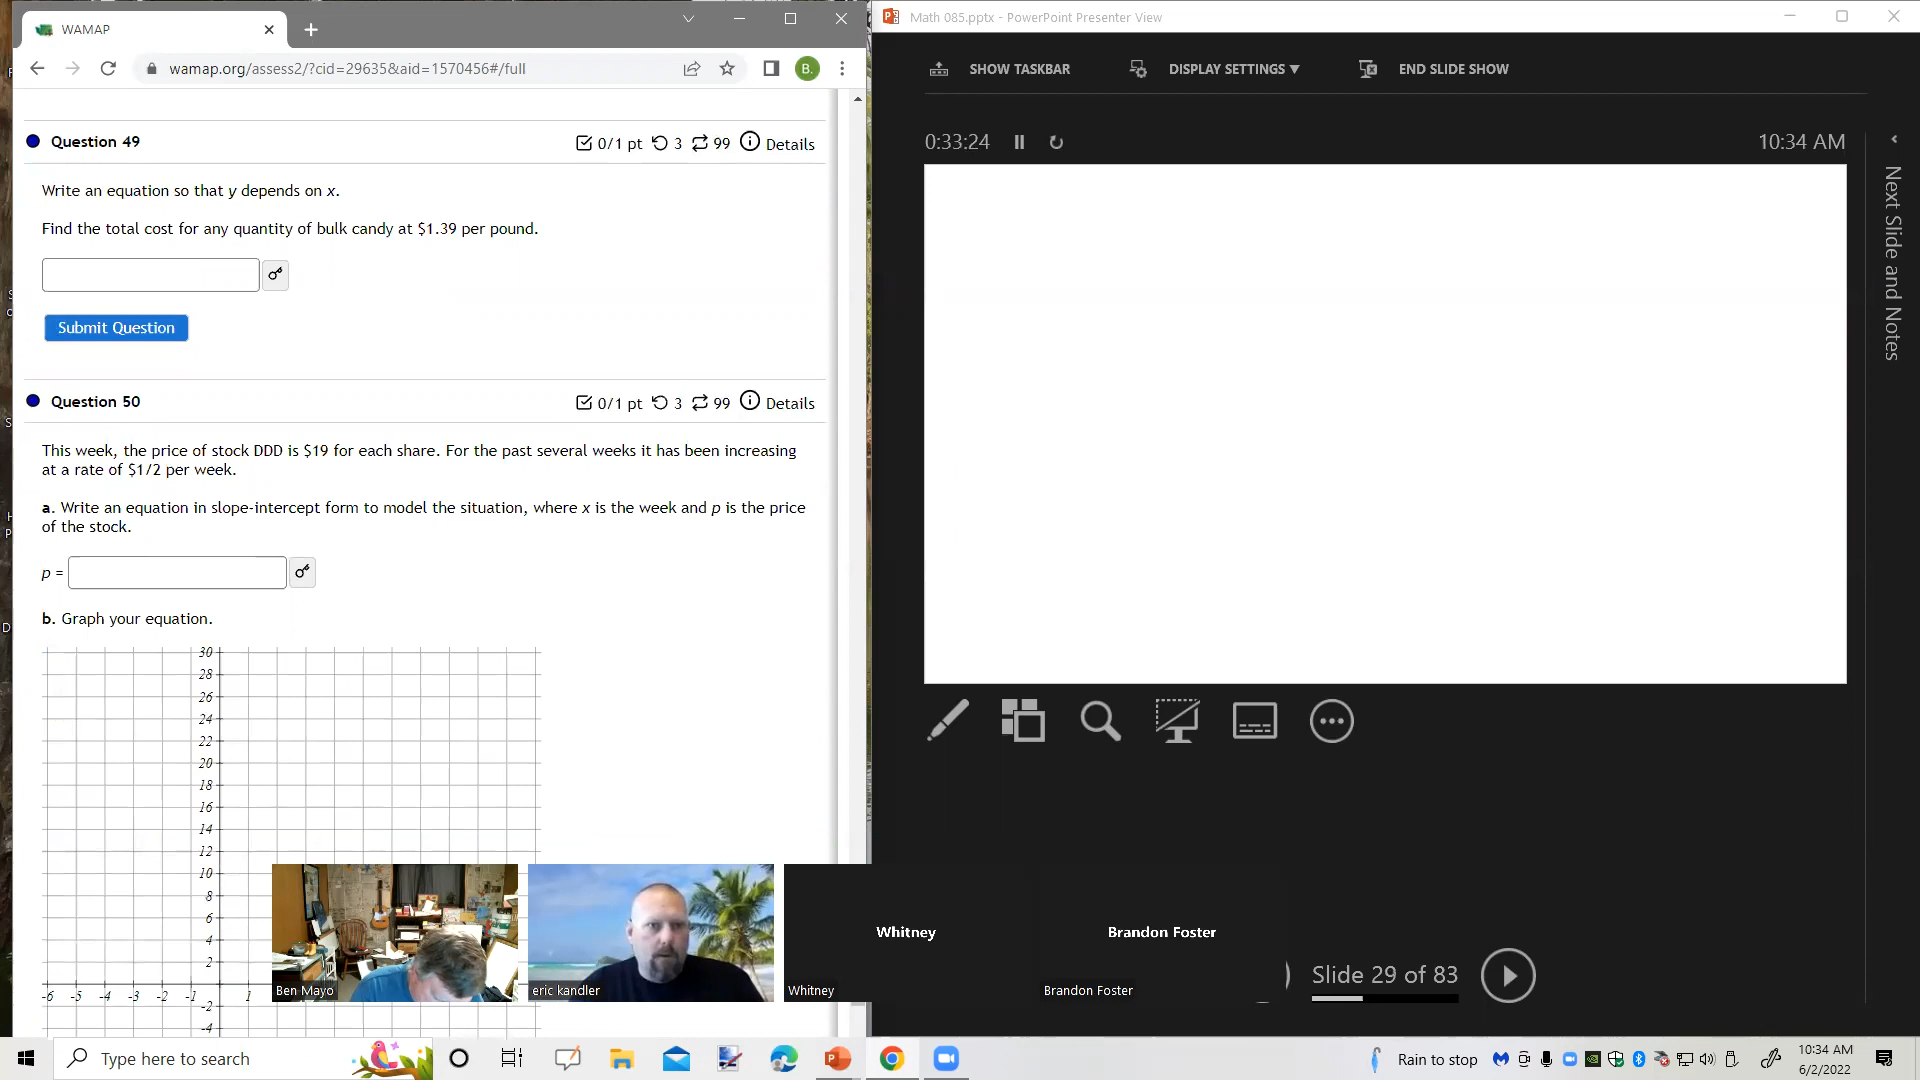 WAMAP
Math 085.pptx - PowerPoint Presenter View
wamap.org/assess2/?cid=29635&aid=1570456#/full
B.
SHOW TASKBAR
DISPLAY SETTINGS ▾
END SLIDE SHOW
Question 49
0/1 pt 3 99 Details
Write an equation so that y depends on x.
Find the total cost for any quantity of bulk candy at $1.39 per pound.
Submit Question
Question 50
0/1 pt 3 99 Details
This week, the price of stock DDD is $19 for each share. For the past several weeks it has been increasing
at a rate of $1/2 per week.
a. Write an equation in slope-intercept form to model the situation, where x is the week and p is the price
of the stock.
p =
b. Graph your equation.
30
28
26
24
22
20
18
16
14
12
10
8
6
4
2
-6 -5 -4 -3 -2 -1 1
-2
-4
0:33:24
10:34 AM
Next Slide and Notes
Ben Mayo
eric kandler
Whitney
Whitney
Brandon Foster
Brandon Foster
Slide 29 of 83
Type here to search
Rain to stop
10:34 AM
6/2/2022